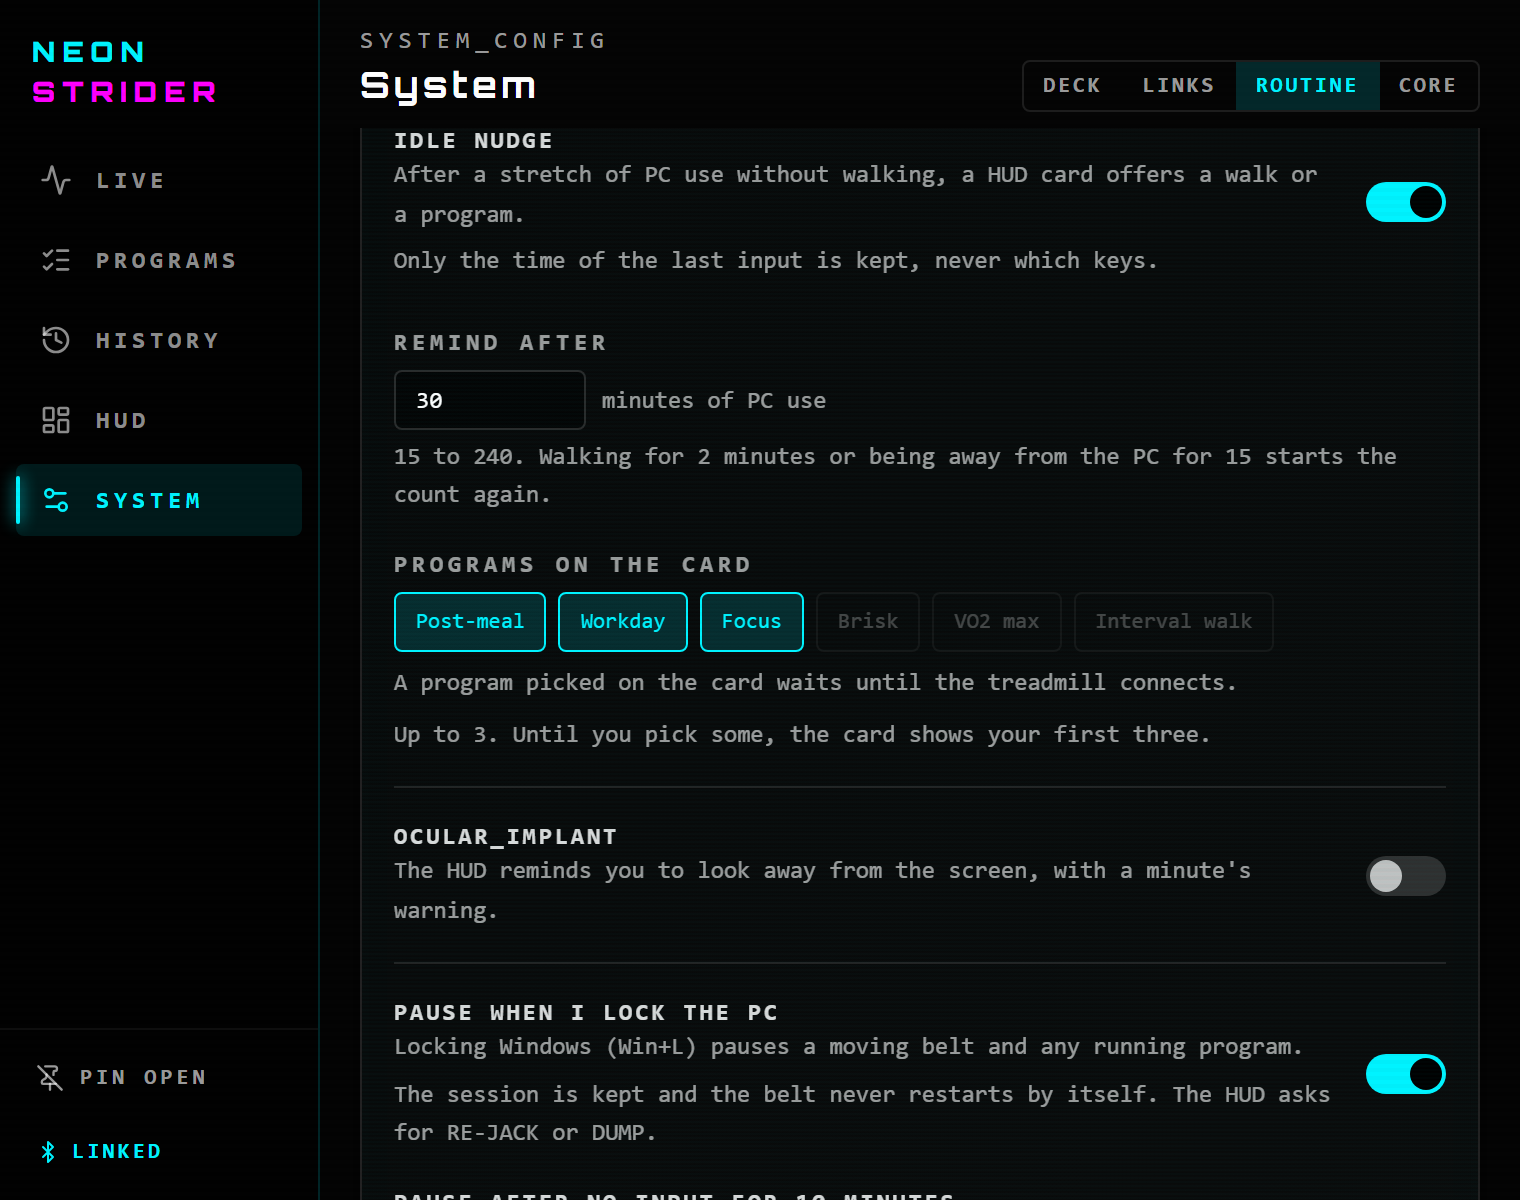 NEON
STRIDER
LIVE
PROGRAMS
HISTORY
HUD
SYSTEM
PIN OPEN
LINKED
SYSTEM_CONFIG
System
DECK
LINKS
ROUTINE
CORE
IDLE NUDGE
After a stretch of PC use without walking, a HUD card offers a walk or
a program.
Only the time of the last input is kept, never which keys.
REMIND AFTER
30
minutes of PC use
15 to 240. Walking for 2 minutes or being away from the PC for 15 starts the
count again.
PROGRAMS ON THE CARD
Post-meal
Workday
Focus
Brisk
VO2 max
Interval walk
A program picked on the card waits until the treadmill connects.
Up to 3. Until you pick some, the card shows your first three.
OCULAR_IMPLANT
The HUD reminds you to look away from the screen, with a minute's
warning.
PAUSE WHEN I LOCK THE PC
Locking Windows (Win+L) pauses a moving belt and any running program.
The session is kept and the belt never restarts by itself. The HUD asks
for RE-JACK or DUMP.
PAUSE AFTER NO INPUT FOR 10 MINUTES